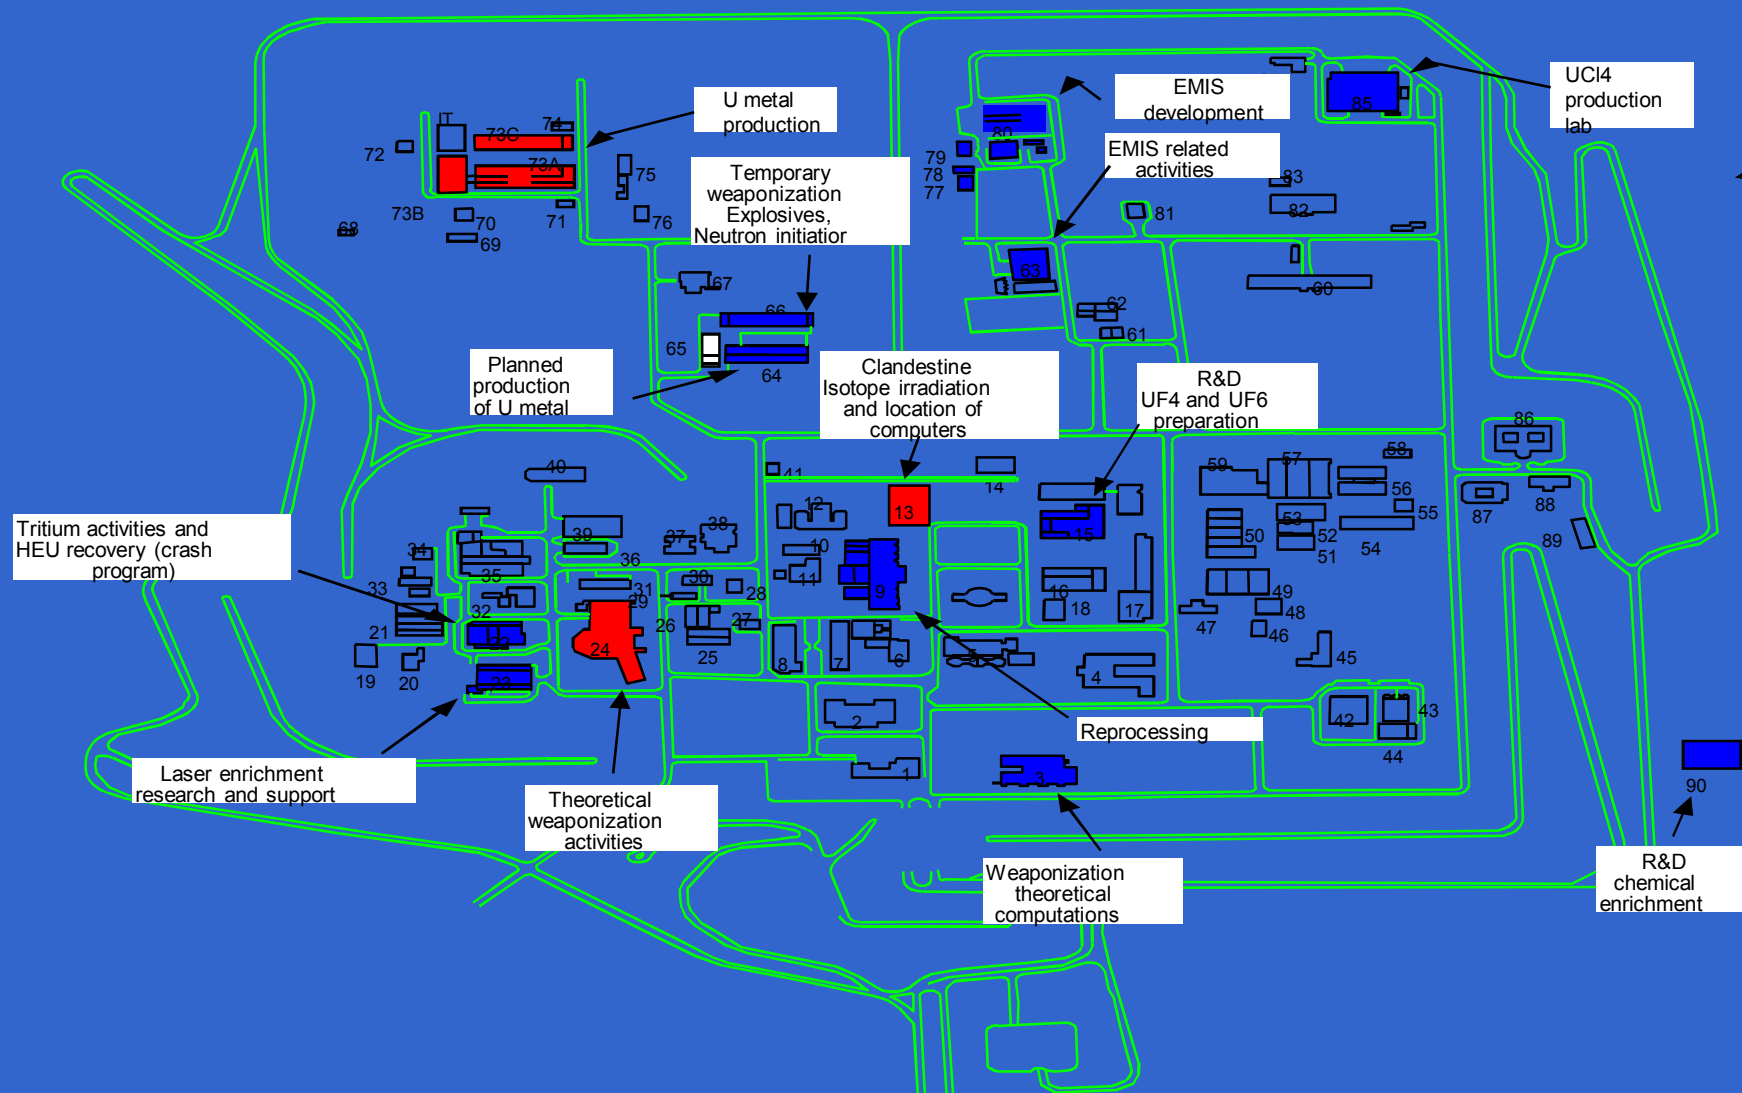 U metal
production
EMIS
development
UCl4
production
lab
EMIS related
activities
Temporary
weaponization
Explosives,
Neutron initiatior
Planned
production
of U metal
Clandestine
Isotope irradiation
and location of
computers
R&D
UF4 and UF6
preparation
Tritium activities and
HEU recovery (crash
program)
Laser enrichment
research and support
Theoretical
weaponization
activities
Reprocessing
Weaponization
theoretical
computations
R&D
chemical
enrichment
IT
73C
74
72
73A
75
73B
70
71
76
68
69
67
66
65
64
80
79
78
77
85
83
82
81
63
62
61
60
86
87
88
89
59
57
58
56
55
54
53
52
51
50
49
48
47
46
45
40
39
38
37
36
35
34
33
32
31
30
29
28
27
26
25
24
23
22
21
20
19
41
14
13
12
10
11
9
15
16
18
17
8
7
6
5
4
2
1
3
42
43
44
90